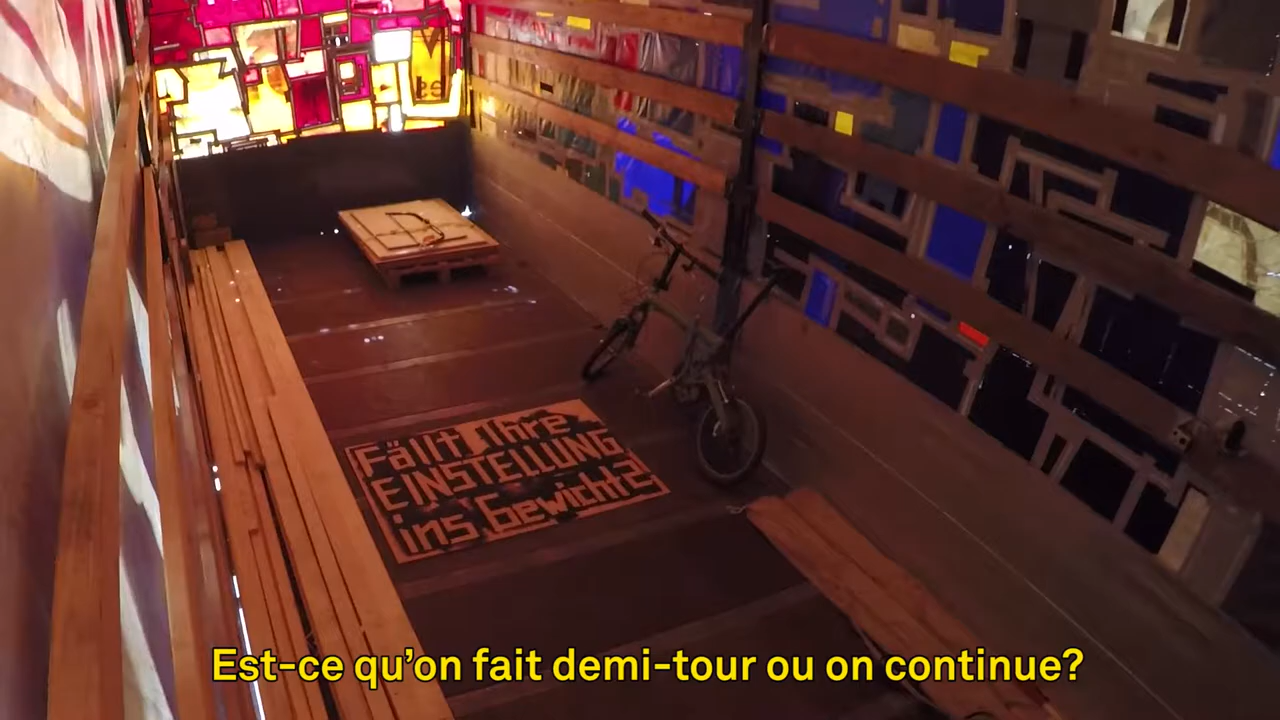 Fällt Ihre
EINSTELLUNG
ins Gewicht?
Est-ce qu’on fait demi-tour ou on continue?